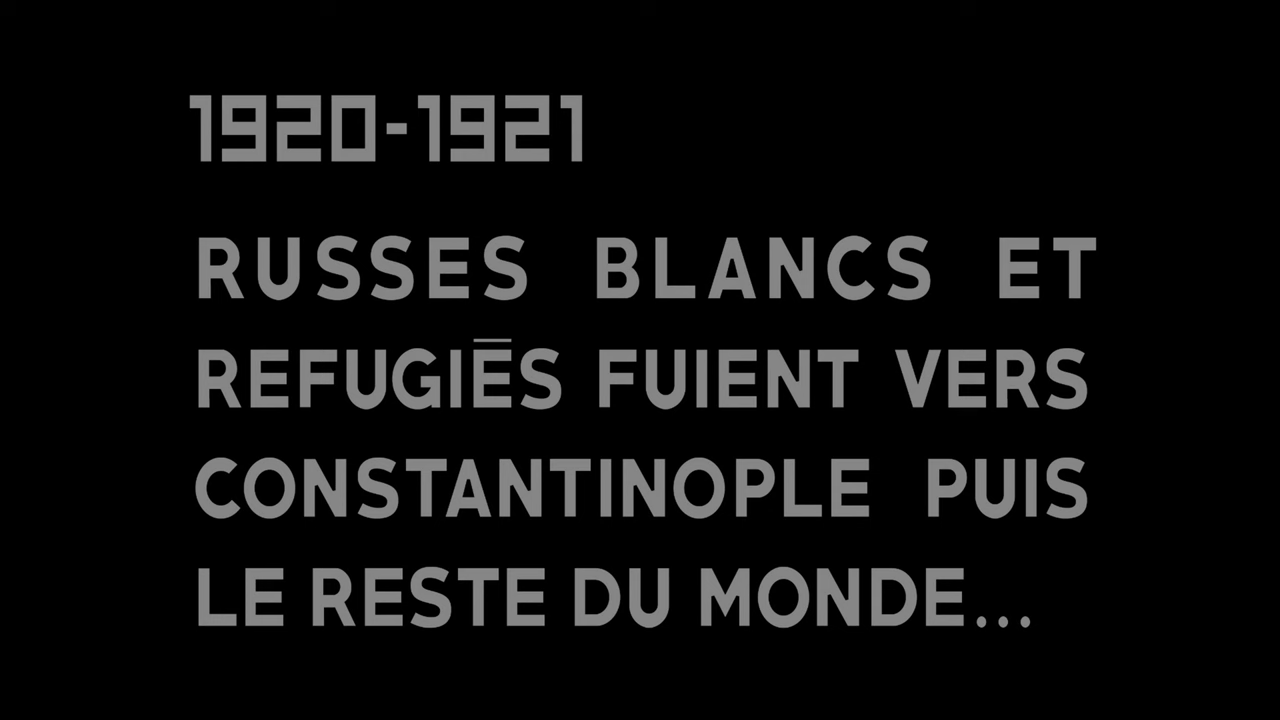 1920-1921
RUSSES BLANCS ET
REFUGIĒS FUIENT VERS
CONSTANTINOPLE PUIS
LE RESTE DU MONDE...